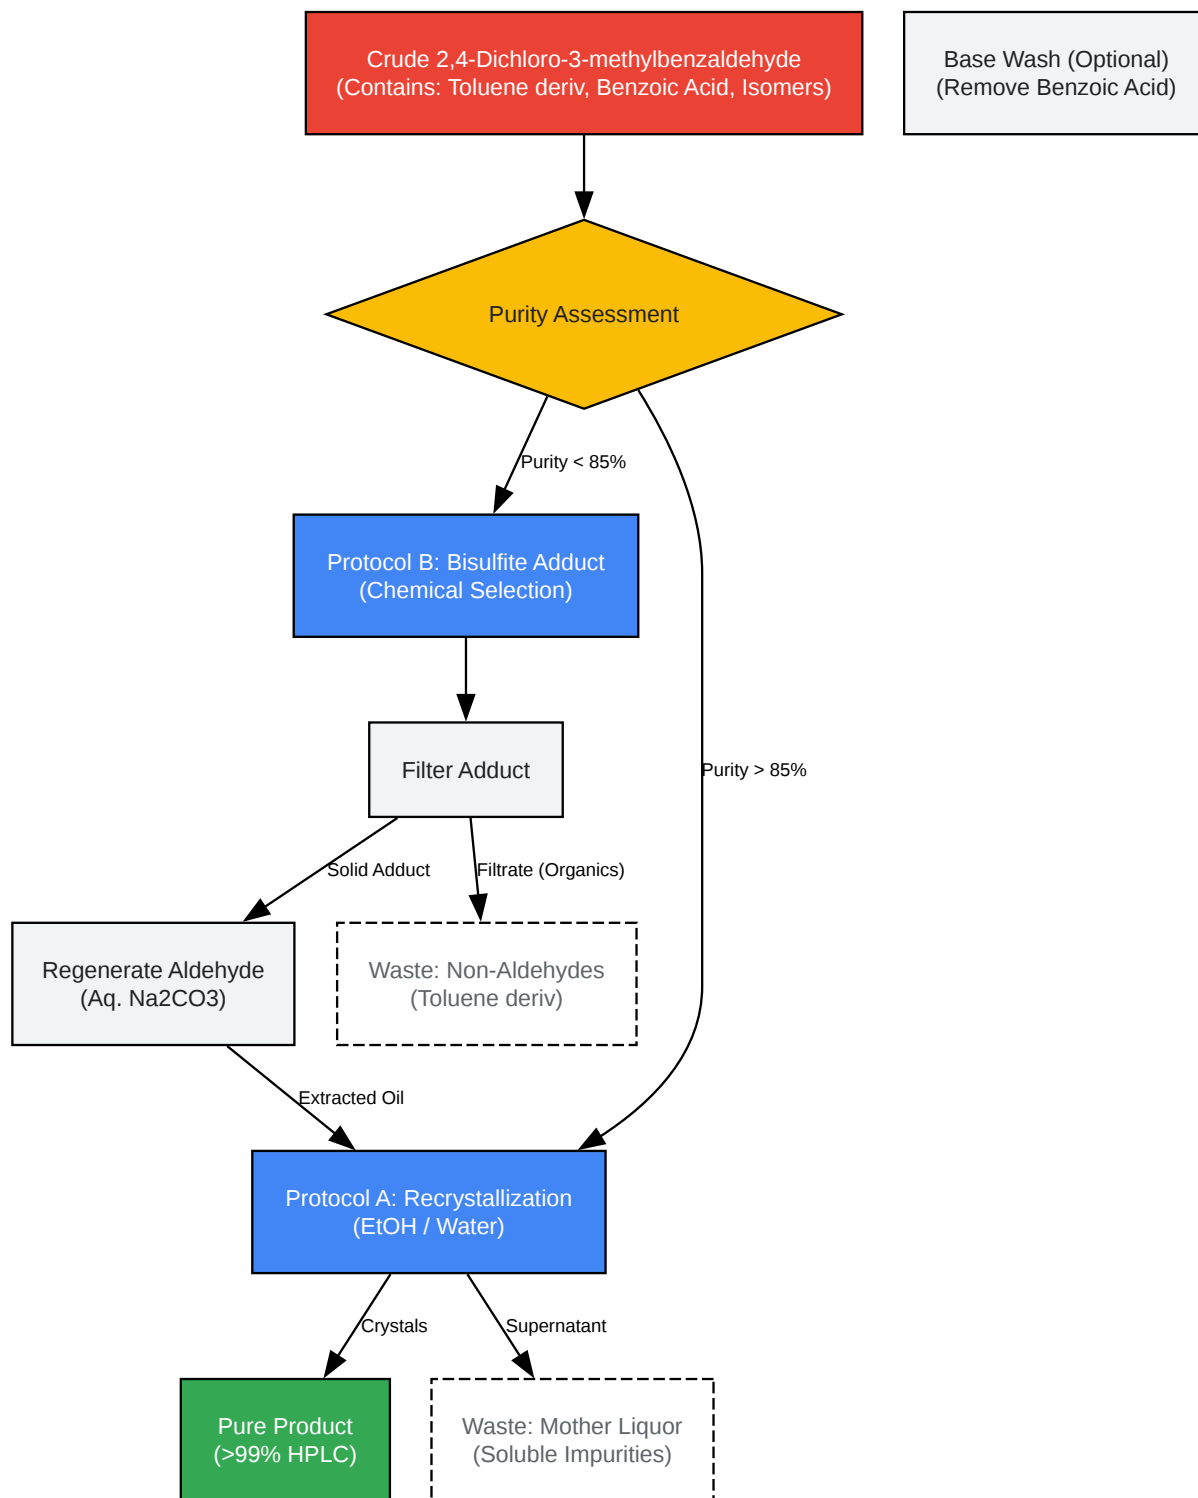 Crude 2,4-Dichloro-3-methylbenzaldehyde
(Contains: Toluene deriv, Benzoic Acid, Isomers)
Base Wash (Optional)
(Remove Benzoic Acid)
Purity Assessment
Purity < 85%
Protocol B: Bisulfite Adduct
(Chemical Selection)
Filter Adduct
Purity > 85%
Solid Adduct
Filtrate (Organics)
Regenerate Aldehyde
(Aq. Na2CO3)
Waste: Non-Aldehydes
(Toluene deriv)
Extracted Oil
Protocol A: Recrystallization
(EtOH / Water)
Crystals
Supernatant
Pure Product
(>99% HPLC)
Waste: Mother Liquor
(Soluble Impurities)